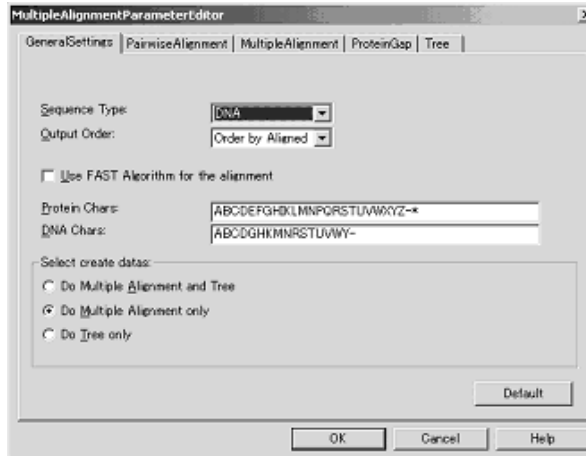 MultipleAlignmentParameterEditor
GeneralSettings PairwiseAlignment MultipleAlignment ProteinGap Tree
Sequence Type: DNA
Output Order: Order by Aligned
Use FAST Algorithm for the alignment
Protein Chars: ABCDEFGHIKLMNPQRSTUVWXYZ-*
DNA Chars: ABCDGHKMNRSTUVWY-
Select create datas:
Do Multiple Alignment and Tree
Do Multiple Alignment only
Do Tree only
Default
OK Cancel Help